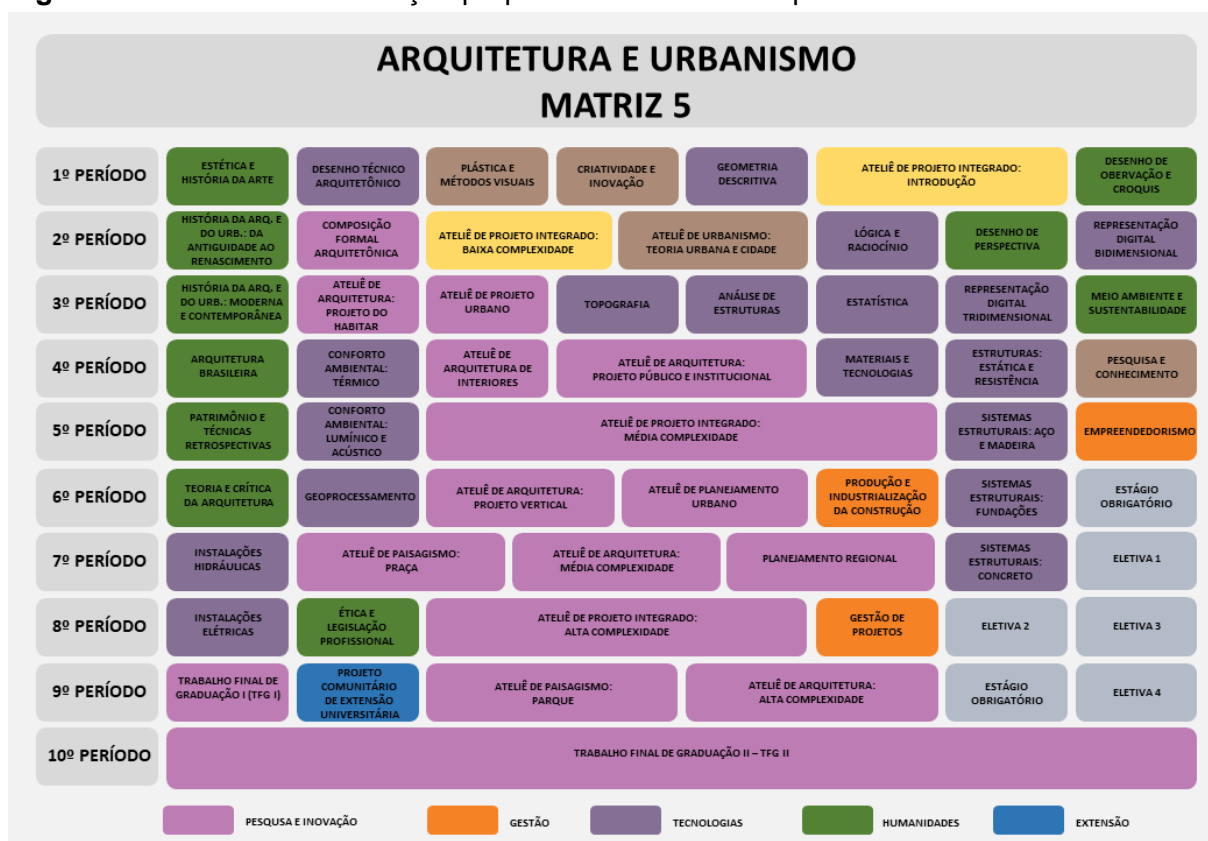 ARQUITETURA E URBANISMO
MATRIZ 5
1º PERÍODO
ESTÉTICA E
HISTÓRIA DA ARTE
DESENHO TÉCNICO
ARQUITETÔNICO
PLÁSTICA E
MÉTODOS VISUAIS
CRIATIVIDADE E
INOVAÇÃO
GEOMETRIA
DESCRITIVA
ATELIÊ DE PROJETO INTEGRADO:
INTRODUÇÃO
DESENHO DE
OBERVAÇÃO E
CROQUIS
2º PERÍODO
HISTÓRIA DA ARQ. E
DO URB.: DA
ANTIGUIDADE AO
RENASCIMENTO
COMPOSIÇÃO
FORMAL
ARQUITETÔNICA
ATELIÊ DE PROJETO INTEGRADO:
BAIXA COMPLEXIDADE
ATELIÊ DE URBANISMO:
TEORIA URBANA E CIDADE
LÓGICA E
RACIOCÍNIO
DESENHO DE
PERSPECTIVA
REPRESENTAÇÃO
DIGITAL
BIDIMENSIONAL
3º PERÍODO
HISTÓRIA DA ARQ. E
DO URB.: MODERNA
E CONTEMPORÂNEA
ATELIÊ DE
ARQUITETURA:
PROJETO DO
HABITAR
ATELIÊ DE PROJETO
URBANO
TOPOGRAFIA
ANÁLISE DE
ESTRUTURAS
ESTATÍSTICA
REPRESENTAÇÃO
DIGITAL
TRIDIMENSIONAL
MEIO AMBIENTE E
SUSTENTABILIDADE
4º PERÍODO
ARQUITETURA
BRASILEIRA
CONFORTO
AMBIENTAL:
TÉRMICO
ATELIÊ DE
ARQUITETURA DE
INTERIORES
ATELIÊ DE ARQUITETURA:
PROJETO PÚBLICO E INSTITUCIONAL
MATERIAIS E
TECNOLOGIAS
ESTRUTURAS:
ESTÁTICA E
RESISTÊNCIA
PESQUISA E
CONHECIMENTO
5º PERÍODO
PATRIMÔNIO E
TÉCNICAS
RETROSPECTIVAS
CONFORTO
AMBIENTAL:
LUMÍNICO E
ACÚSTICO
ATELIÊ DE PROJETO INTEGRADO:
MÉDIA COMPLEXIDADE
SISTEMAS
ESTRUTURAIS: AÇO
E MADEIRA
EMPREENDEDORISMO
6º PERÍODO
TEORIA E CRÍTICA
DA ARQUITETURA
GEOPROCESSAMENTO
ATELIÊ DE ARQUITETURA:
PROJETO VERTICAL
ATELIÊ DE PLANEJAMENTO
URBANO
PRODUÇÃO E
INDUSTRIALIZAÇÃO
DA CONSTRUÇÃO
SISTEMAS
ESTRUTURAIS:
FUNDAÇÕES
ESTÁGIO
OBRIGATÓRIO
7º PERÍODO
INSTALAÇÕES
HIDRÁULICAS
ATELIÊ DE PAISAGISMO:
PRAÇA
ATELIÊ DE ARQUITETURA:
MÉDIA COMPLEXIDADE
PLANEJAMENTO REGIONAL
SISTEMAS
ESTRUTURAIS:
CONCRETO
ELETIVA 1
8º PERÍODO
INSTALAÇÕES
ELÉTRICAS
ÉTICA E
LEGISLAÇÃO
PROFISSIONAL
ATELIÊ DE PROJETO INTEGRADO:
ALTA COMPLEXIDADE
GESTÃO DE
PROJETOS
ELETIVA 2
ELETIVA 3
9º PERÍODO
TRABALHO FINAL DE
GRADUAÇÃO I (TFG I)
PROJETO
COMUNITÁRIO
DE EXTENSÃO
UNIVERSITÁRIA
ATELIÊ DE PAISAGISMO:
PARQUE
ATELIÊ DE ARQUITETURA:
ALTA COMPLEXIDADE
ESTÁGIO
OBRIGATÓRIO
ELETIVA 4
10º PERÍODO
TRABALHO FINAL DE GRADUAÇÃO II – TFG II
PESQUSA E INOVAÇÃO
GESTÃO
TECNOLOGIAS
HUMANIDADES
EXTENSÃO